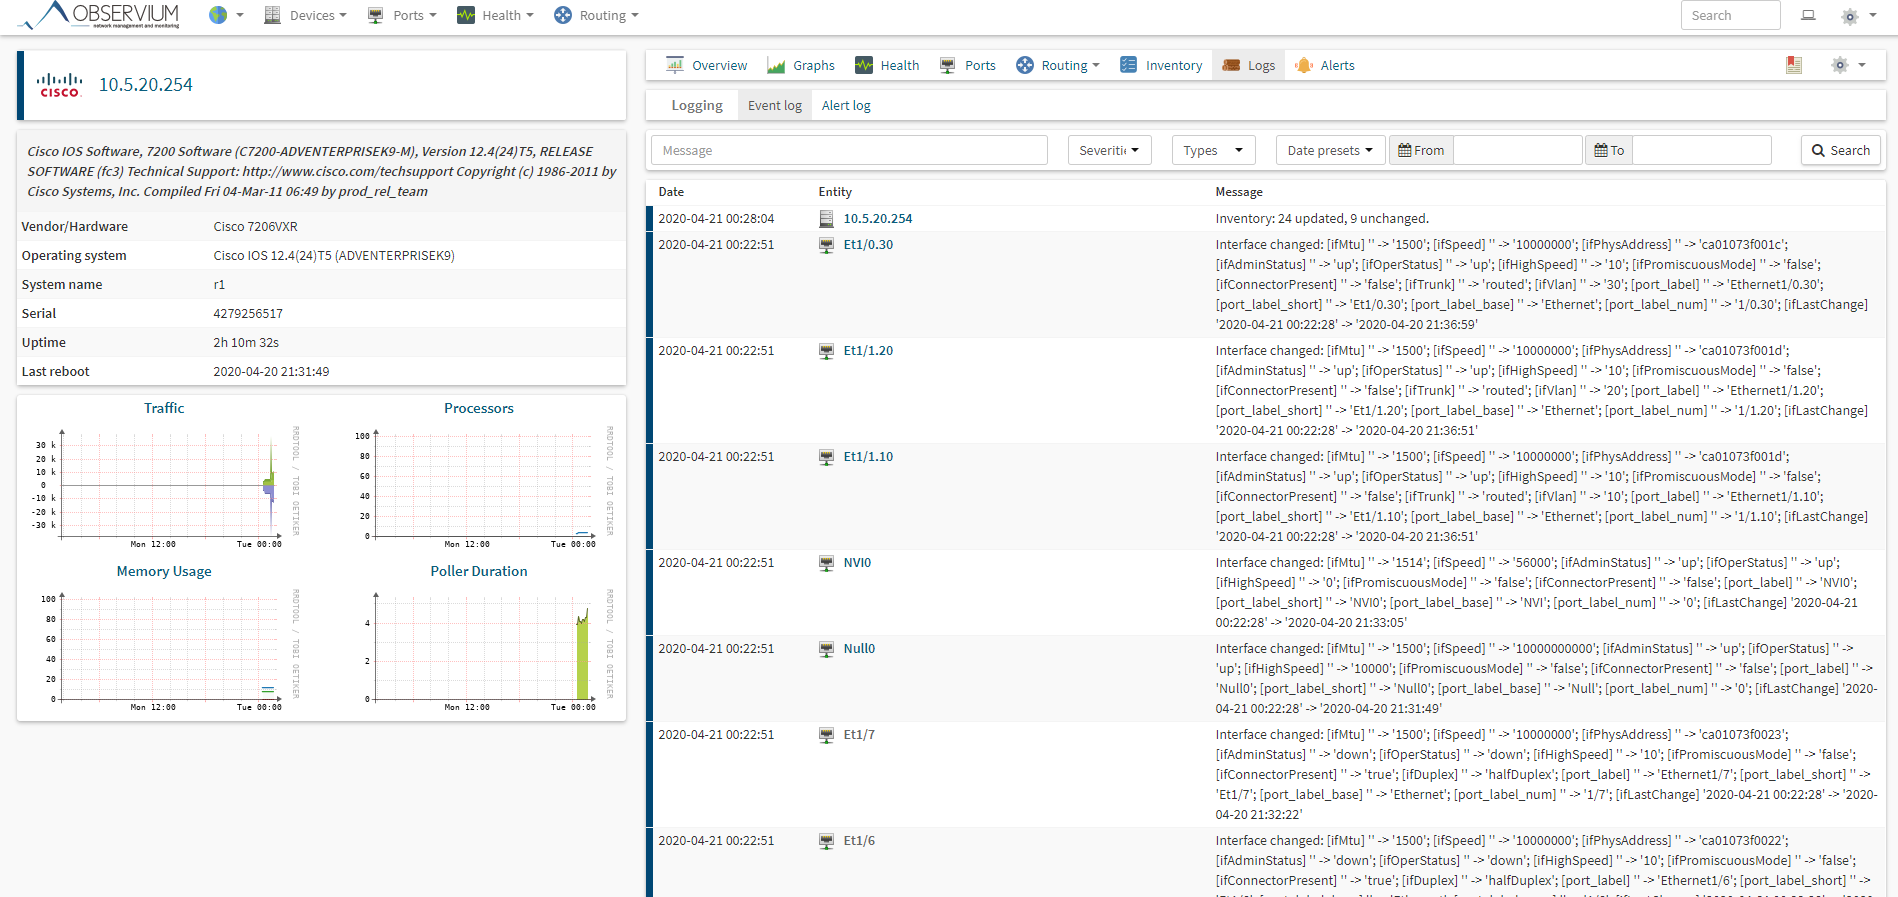 OBSERVIUM
network management and monitoring
Devices
Ports
Health
Routing
Search
CISCO
10.5.20.254
Cisco IOS Software, 7200 Software (C7200-ADVENTERPRISEK9-M), Version 12.4(24)T5, RELEASE
SOFTWARE (fc3) Technical Support: http://www.cisco.com/techsupport Copyright (c) 1986-2011 by
Cisco Systems, Inc. Compiled Fri 04-Mar-11 06:49 by prod_rel_team
Vendor/Hardware Cisco 7206VXR
Operating system Cisco IOS 12.4(24)T5 (ADVENTERPRISEK9)
System name r1
Serial 4279256517
Uptime 2h 10m 32s
Last reboot 2020-04-20 21:31:49
Traffic
30 k
20 k
10 k
0
-10 k
-20 k
-30 k
Mon 12:00 Tue 00:00
RRDTOOL / TOBI OETIKER
Processors
100
80
60
40
20
0
Mon 12:00 Tue 00:00
RRDTOOL / TOBI OETIKER
Memory Usage
100
80
60
40
20
0
Mon 12:00 Tue 00:00
RRDTOOL / TOBI OETIKER
Poller Duration
4
2
0
Mon 12:00 Tue 00:00
RRDTOOL / TOBI OETIKER
Overview Graphs Health Ports Routing Inventory Logs Alerts
Logging Event log Alert log
Message Severitie Types Date presets From To Search
Date Entity Message
2020-04-21 00:28:04 10.5.20.254 Inventory: 24 updated, 9 unchanged.
2020-04-21 00:22:51 Et1/0.30 Interface changed: [ifMtu] '' -> '1500'; [ifSpeed] '' -> '10000000'; [ifPhysAddress] '' -> 'ca01073f001c';
[ifAdminStatus] '' -> 'up'; [ifOperStatus] '' -> 'up'; [ifHighSpeed] '' -> '10'; [ifPromiscuousMode] '' -> 'false';
[ifConnectorPresent] '' -> 'false'; [ifTrunk] '' -> 'routed'; [ifVlan] '' -> '30'; [port_label] '' -> 'Ethernet1/0.30';
[port_label_short] '' -> 'Et1/0.30'; [port_label_base] '' -> 'Ethernet'; [port_label_num] '' -> '1/0.30'; [ifLastChange]
'2020-04-21 00:22:28' -> '2020-04-20 21:36:59'
2020-04-21 00:22:51 Et1/1.20 Interface changed: [ifMtu] '' -> '1500'; [ifSpeed] '' -> '10000000'; [ifPhysAddress] '' -> 'ca01073f001d';
[ifAdminStatus] '' -> 'up'; [ifOperStatus] '' -> 'up'; [ifHighSpeed] '' -> '10'; [ifPromiscuousMode] '' -> 'false';
[ifConnectorPresent] '' -> 'false'; [ifTrunk] '' -> 'routed'; [ifVlan] '' -> '20'; [port_label] '' -> 'Ethernet1/1.20';
[port_label_short] '' -> 'Et1/1.20'; [port_label_base] '' -> 'Ethernet'; [port_label_num] '' -> '1/1.20'; [ifLastChange]
'2020-04-21 00:22:28' -> '2020-04-20 21:36:51'
2020-04-21 00:22:51 Et1/1.10 Interface changed: [ifMtu] '' -> '1500'; [ifSpeed] '' -> '10000000'; [ifPhysAddress] '' -> 'ca01073f001d';
[ifAdminStatus] '' -> 'up'; [ifOperStatus] '' -> 'up'; [ifHighSpeed] '' -> '10'; [ifPromiscuousMode] '' -> 'false';
[ifConnectorPresent] '' -> 'false'; [ifTrunk] '' -> 'routed'; [ifVlan] '' -> '10'; [port_label] '' -> 'Ethernet1/1.10';
[port_label_short] '' -> 'Et1/1.10'; [port_label_base] '' -> 'Ethernet'; [port_label_num] '' -> '1/1.10'; [ifLastChange]
'2020-04-21 00:22:28' -> '2020-04-20 21:36:51'
2020-04-21 00:22:51 NVI0 Interface changed: [ifMtu] '' -> '1514'; [ifSpeed] '' -> '56000'; [ifAdminStatus] '' -> 'up'; [ifOperStatus] '' -> 'up';
[ifHighSpeed] '' -> '0'; [ifPromiscuousMode] '' -> 'false'; [ifConnectorPresent] '' -> 'false'; [port_label] '' -> 'NVI0';
[port_label_short] '' -> 'NVI0'; [port_label_base] '' -> 'NVI'; [port_label_num] '' -> '0'; [ifLastChange] '2020-04-21
00:22:28' -> '2020-04-20 21:33:05'
2020-04-21 00:22:51 Null0 Interface changed: [ifMtu] '' -> '1500'; [ifSpeed] '' -> '10000000000'; [ifAdminStatus] '' -> 'up'; [ifOperStatus] '' ->
'up'; [ifHighSpeed] '' -> '10000'; [ifPromiscuousMode] '' -> 'false'; [ifConnectorPresent] '' -> 'false'; [port_label] '' ->
'Null0'; [port_label_short] '' -> 'Null0'; [port_label_base] '' -> 'Null'; [port_label_num] '' -> '0'; [ifLastChange] '2020-
04-21 00:22:28' -> '2020-04-20 21:31:49'
2020-04-21 00:22:51 Et1/7 Interface changed: [ifMtu] '' -> '1500'; [ifSpeed] '' -> '10000000'; [ifPhysAddress] '' -> 'ca01073f0023';
[ifAdminStatus] '' -> 'down'; [ifOperStatus] '' -> 'down'; [ifHighSpeed] '' -> '10'; [ifPromiscuousMode] '' -> 'false';
[ifConnectorPresent] '' -> 'true'; [ifDuplex] '' -> 'halfDuplex'; [port_label] '' -> 'Ethernet1/7'; [port_label_short] '' ->
'Et1/7'; [port_label_base] '' -> 'Ethernet'; [port_label_num] '' -> '1/7'; [ifLastChange] '2020-04-21 00:22:28' -> '2020-
04-20 21:32:22'
2020-04-21 00:22:51 Et1/6 Interface changed: [ifMtu] '' -> '1500'; [ifSpeed] '' -> '10000000'; [ifPhysAddress] '' -> 'ca01073f0022';
[ifAdminStatus] '' -> 'down'; [ifOperStatus] '' -> 'down'; [ifHighSpeed] '' -> '10'; [ifPromiscuousMode] '' -> 'false';
[ifConnectorPresent] '' -> 'true'; [ifDuplex] '' -> 'halfDuplex'; [port_label] '' -> 'Ethernet1/6'; [port_label_short] '' ->